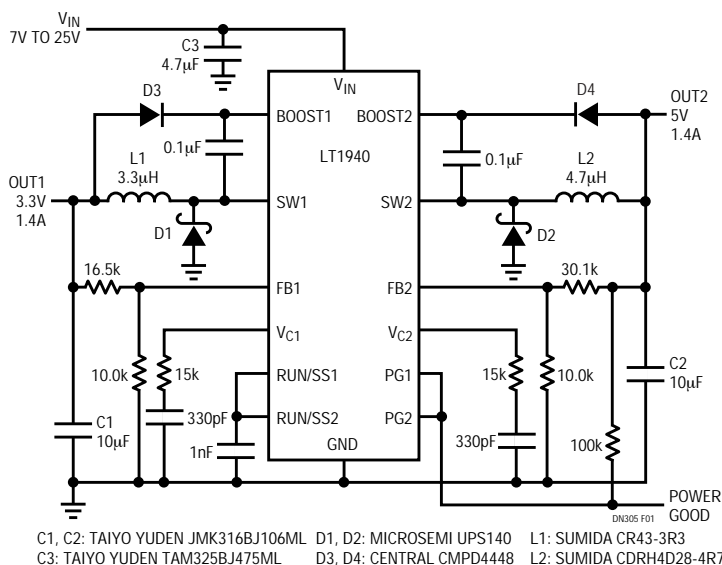 VIN
7V TO 25V
C3
4.7µF
VIN
D3
D4
BOOST1
BOOST2
OUT2
5V
1.4A
0.1µF
LT1940
0.1µF
L1
3.3µH
L2
4.7µH
OUT1
3.3V
1.4A
SW1
SW2
D1
D2
16.5k
30.1k
FB1
FB2
VC1
VC2
10.0k
15k
RUN/SS1
PG1
15k
10.0k
C2
10µF
330pF
RUN/SS2
PG2
C1
10µF
1nF
GND
330pF
100k
POWER
GOOD
DN305 F01
C1, C2: TAIYO YUDEN JMK316BJ106ML D1, D2: MICROSEMI UPS140 L1: SUMIDA CR43-3R3
C3: TAIYO YUDEN TAM325BJ475ML D3, D4: CENTRAL CMPD4448 L2: SUMIDA CDRH4D28-4R7